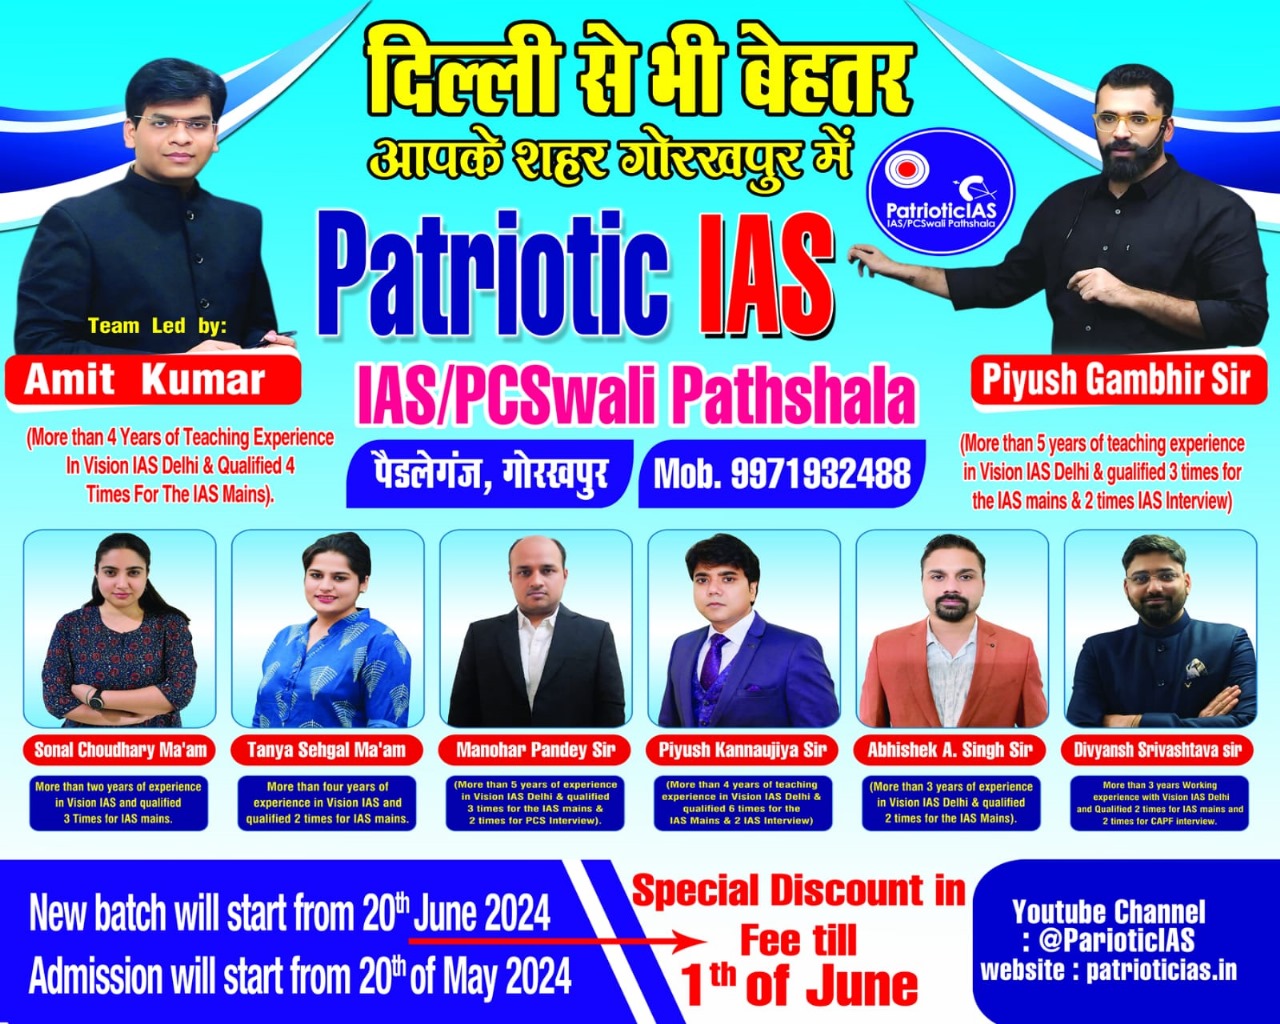 दिल्ली से भी बेहतर
आपके शहर गोरखपुर में
PatrioticIAS
IAS/PCSwali Pathshala
Patriotic IAS
Team Led by:
Amit Kumar
(More than 4 Years of Teaching Experience
In Vision IAS Delhi & Qualified 4
Times For The IAS Mains).
IAS/PCSwali Pathshala
पैडलेगंज, गोरखपुर
Mob. 9971932488
Piyush Gambhir Sir
(More than 5 years of teaching experience
in Vision IAS Delhi & gualified 3 times for
the IAS mains & 2 times IAS Interview)
Sonal Choudhary Ma'am
More than two years of experience
in Vision IAS and qualified
3 Times for IAS mains.
Tanya Sehgal Ma'am
More than four years of
experience in Vision IAS and
qualified 2 times for IAS mains.
Manohar Pandey Sir
(More than 5 years of experience
in Vision IAS Delhi & qualified
3 times for the IAS mains &
2 times for PCS Interview).
Piyush Kannaujiya Sir
(More than 4 years of teaching
experience in Vision IAS Delhi &
qualified 6 times for the
IAS Mains & 2 IAS Interview)
Abhishek A. Singh Sir
(More than 3 years of experience
in Vision IAS Delhi & qualified
2 times for the IAS Mains).
Divyansh Srivashtava sir
More than 3 years Working
experience with Vision IAS Delhi
and Qualified 2 times for IAS mains and
2 times for CAPF interview.
New batch will start from 20th June 2024
Admission will start from 20th of May 2024
Special Discount in
Fee till
1th of June
Youtube Channel
: @ParioticIAS
website : patrioticias.in